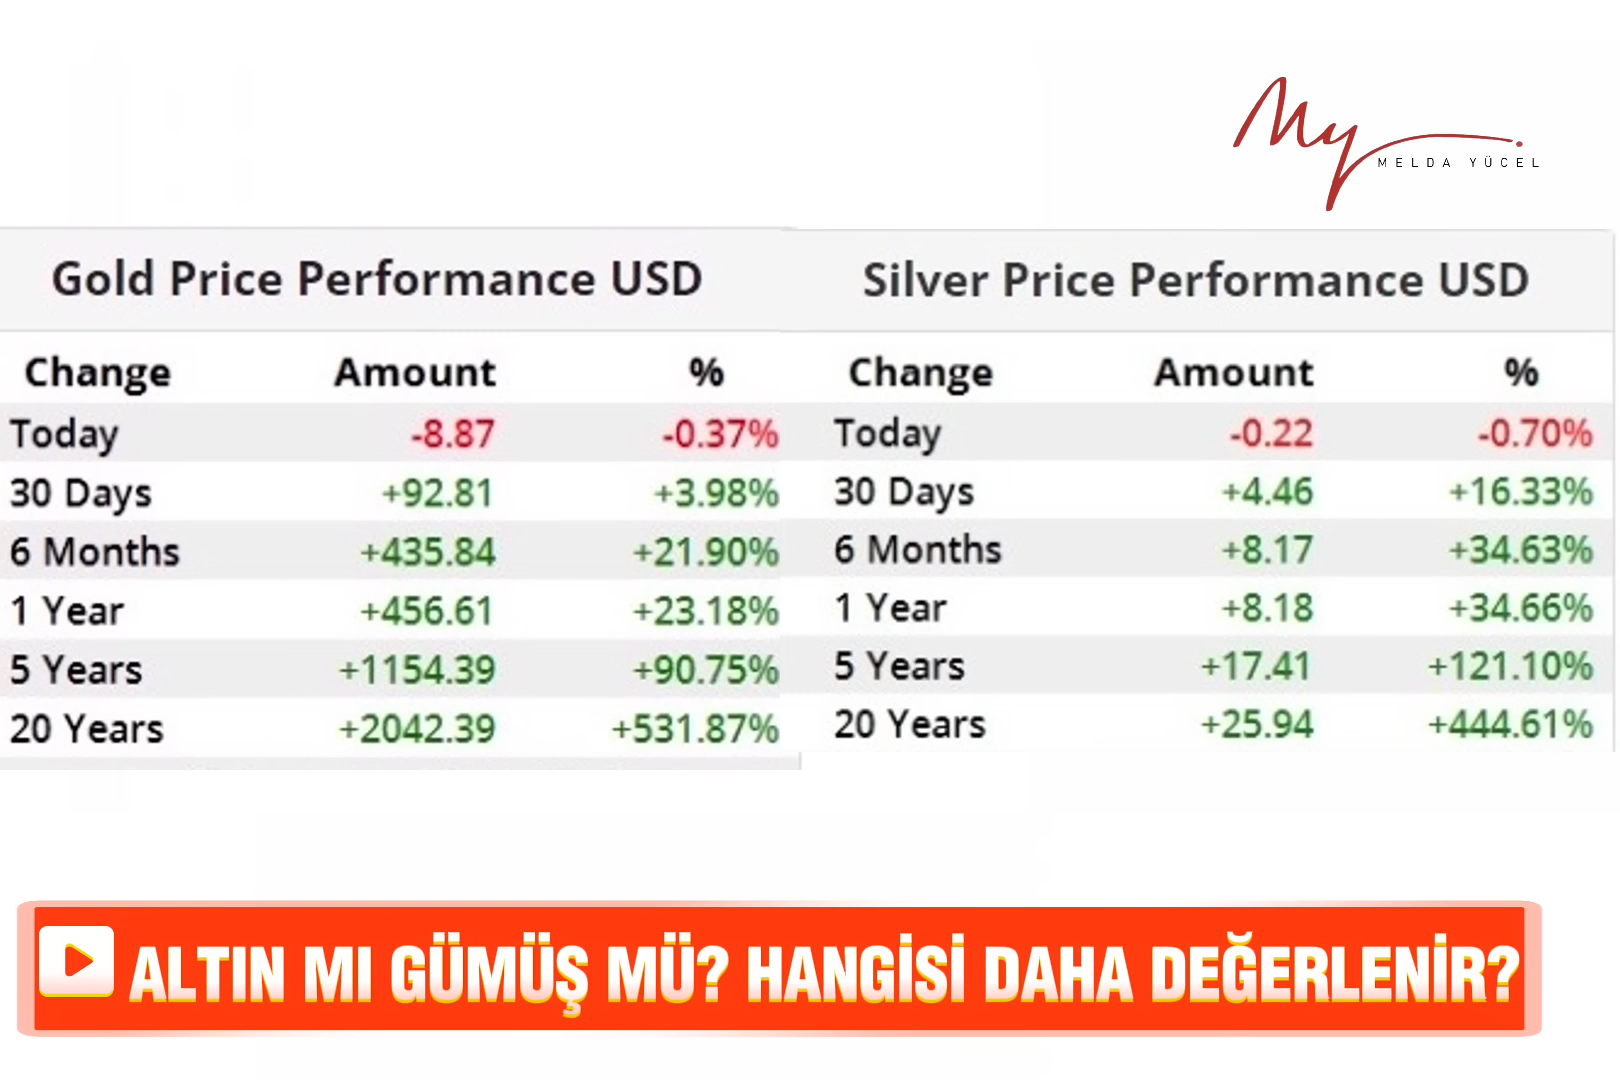 My
MELDA YÜCEL
Gold Price Performance USD
Change Amount %
Today -8.87 -0.37%
30 Days +92.81 +3.98%
6 Months +435.84 +21.90%
1 Year +456.61 +23.18%
5 Years +1154.39 +90.75%
20 Years +2042.39 +531.87%
Silver Price Performance USD
Change Amount %
Today -0.22 -0.70%
30 Days +4.46 +16.33%
6 Months +8.17 +34.63%
1 Year +8.18 +34.66%
5 Years +17.41 +121.10%
20 Years +25.94 +444.61%
ALTIN MI GÜMÜŞ MÜ? HANGİSİ DAHA DEĞERLENİR?